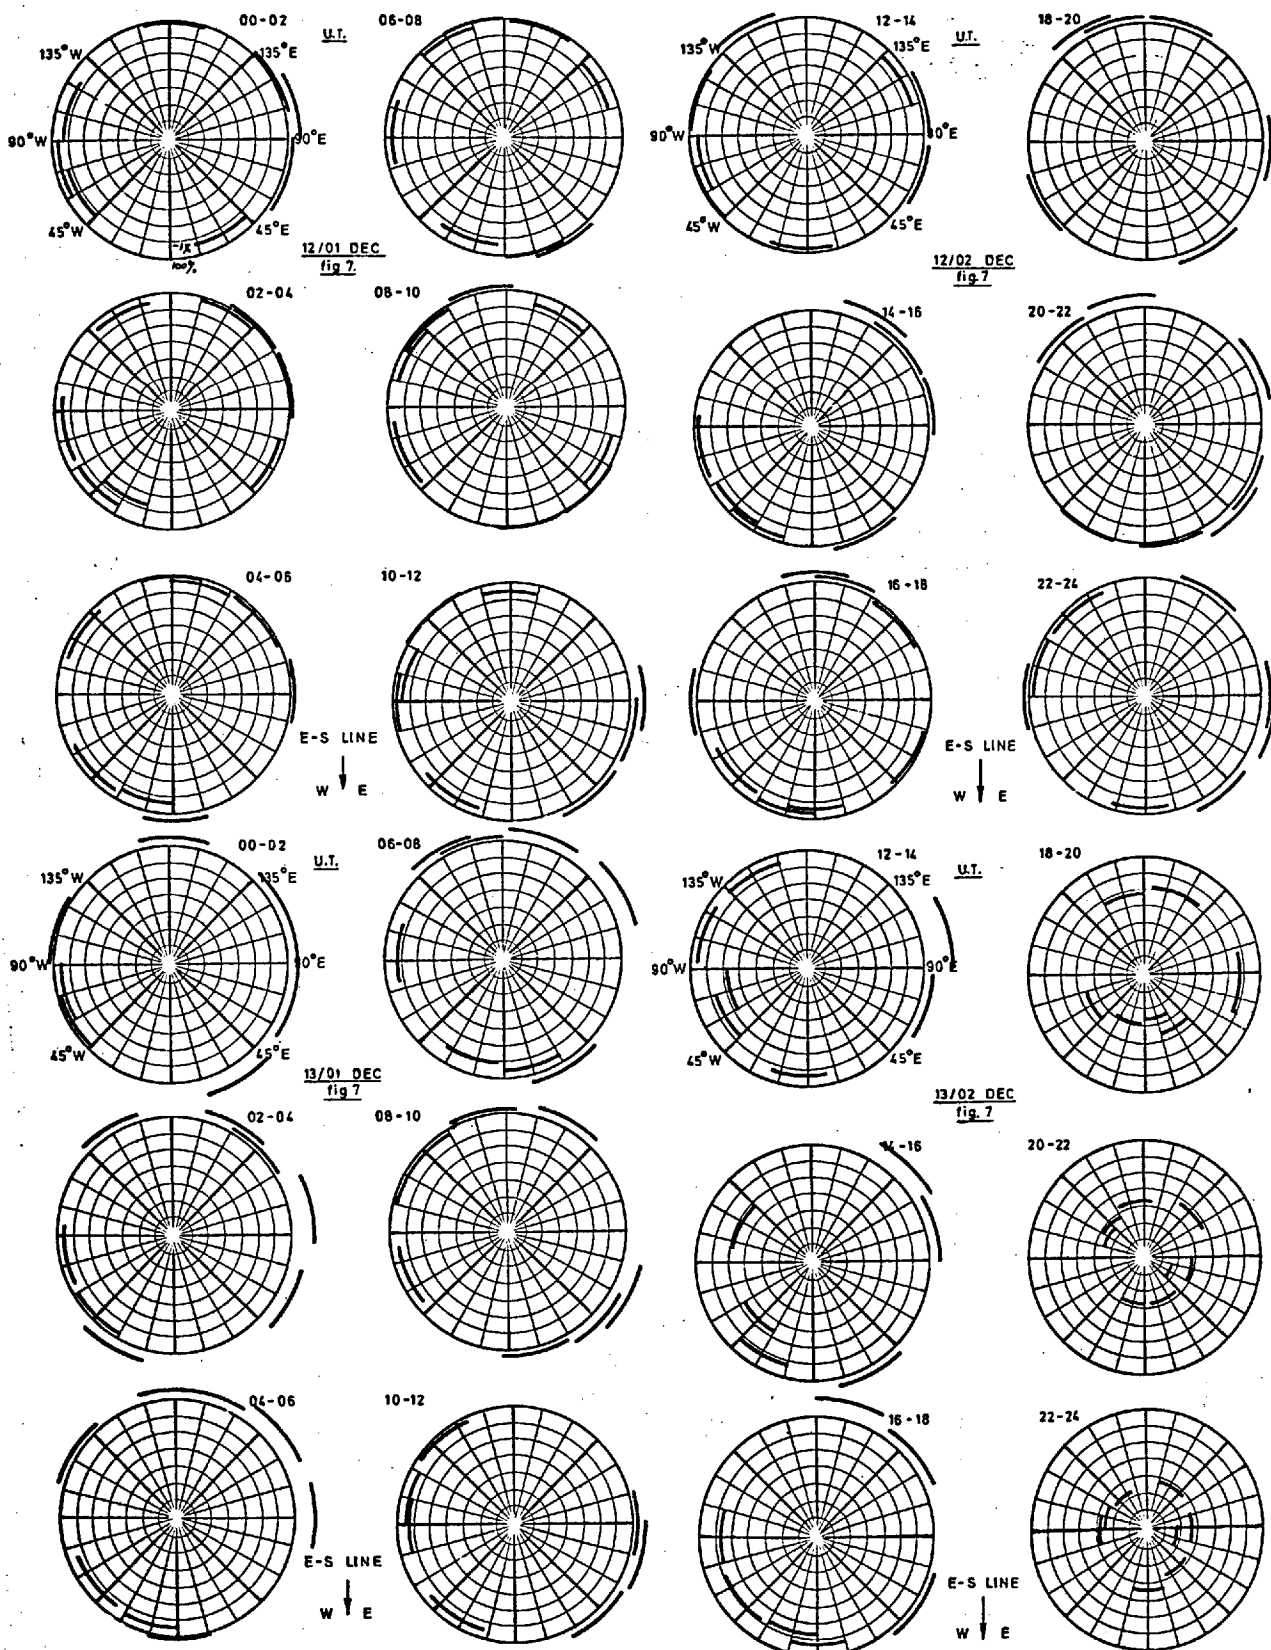 00-02
U.T.
06-08
135°W
135°E
90°W
90°E
45°W
45°E
100%
12/01 DEC
fig 7.
12-14
U.T.
18-20
135°W
135°E
90°W
90°E
45°W
45°E
12/02 DEC
fig 7
02-04
08-10
14-16
20-22
04-06
10-12
16-18
22-24
E-S LINE
W E
E-S LINE
W E
00-02
U.T.
06-08
135°W
135°E
90°W
90°E
45°W
45°E
13/01 DEC
fig 7
12-14
U.T.
18-20
135°W
135°E
90°W
90°E
45°W
45°E
13/02 DEC
fig. 7
02-04
08-10
14-16
20-22
04-06
10-12
16-18
22-24
E-S LINE
W E
E-S LINE
W E